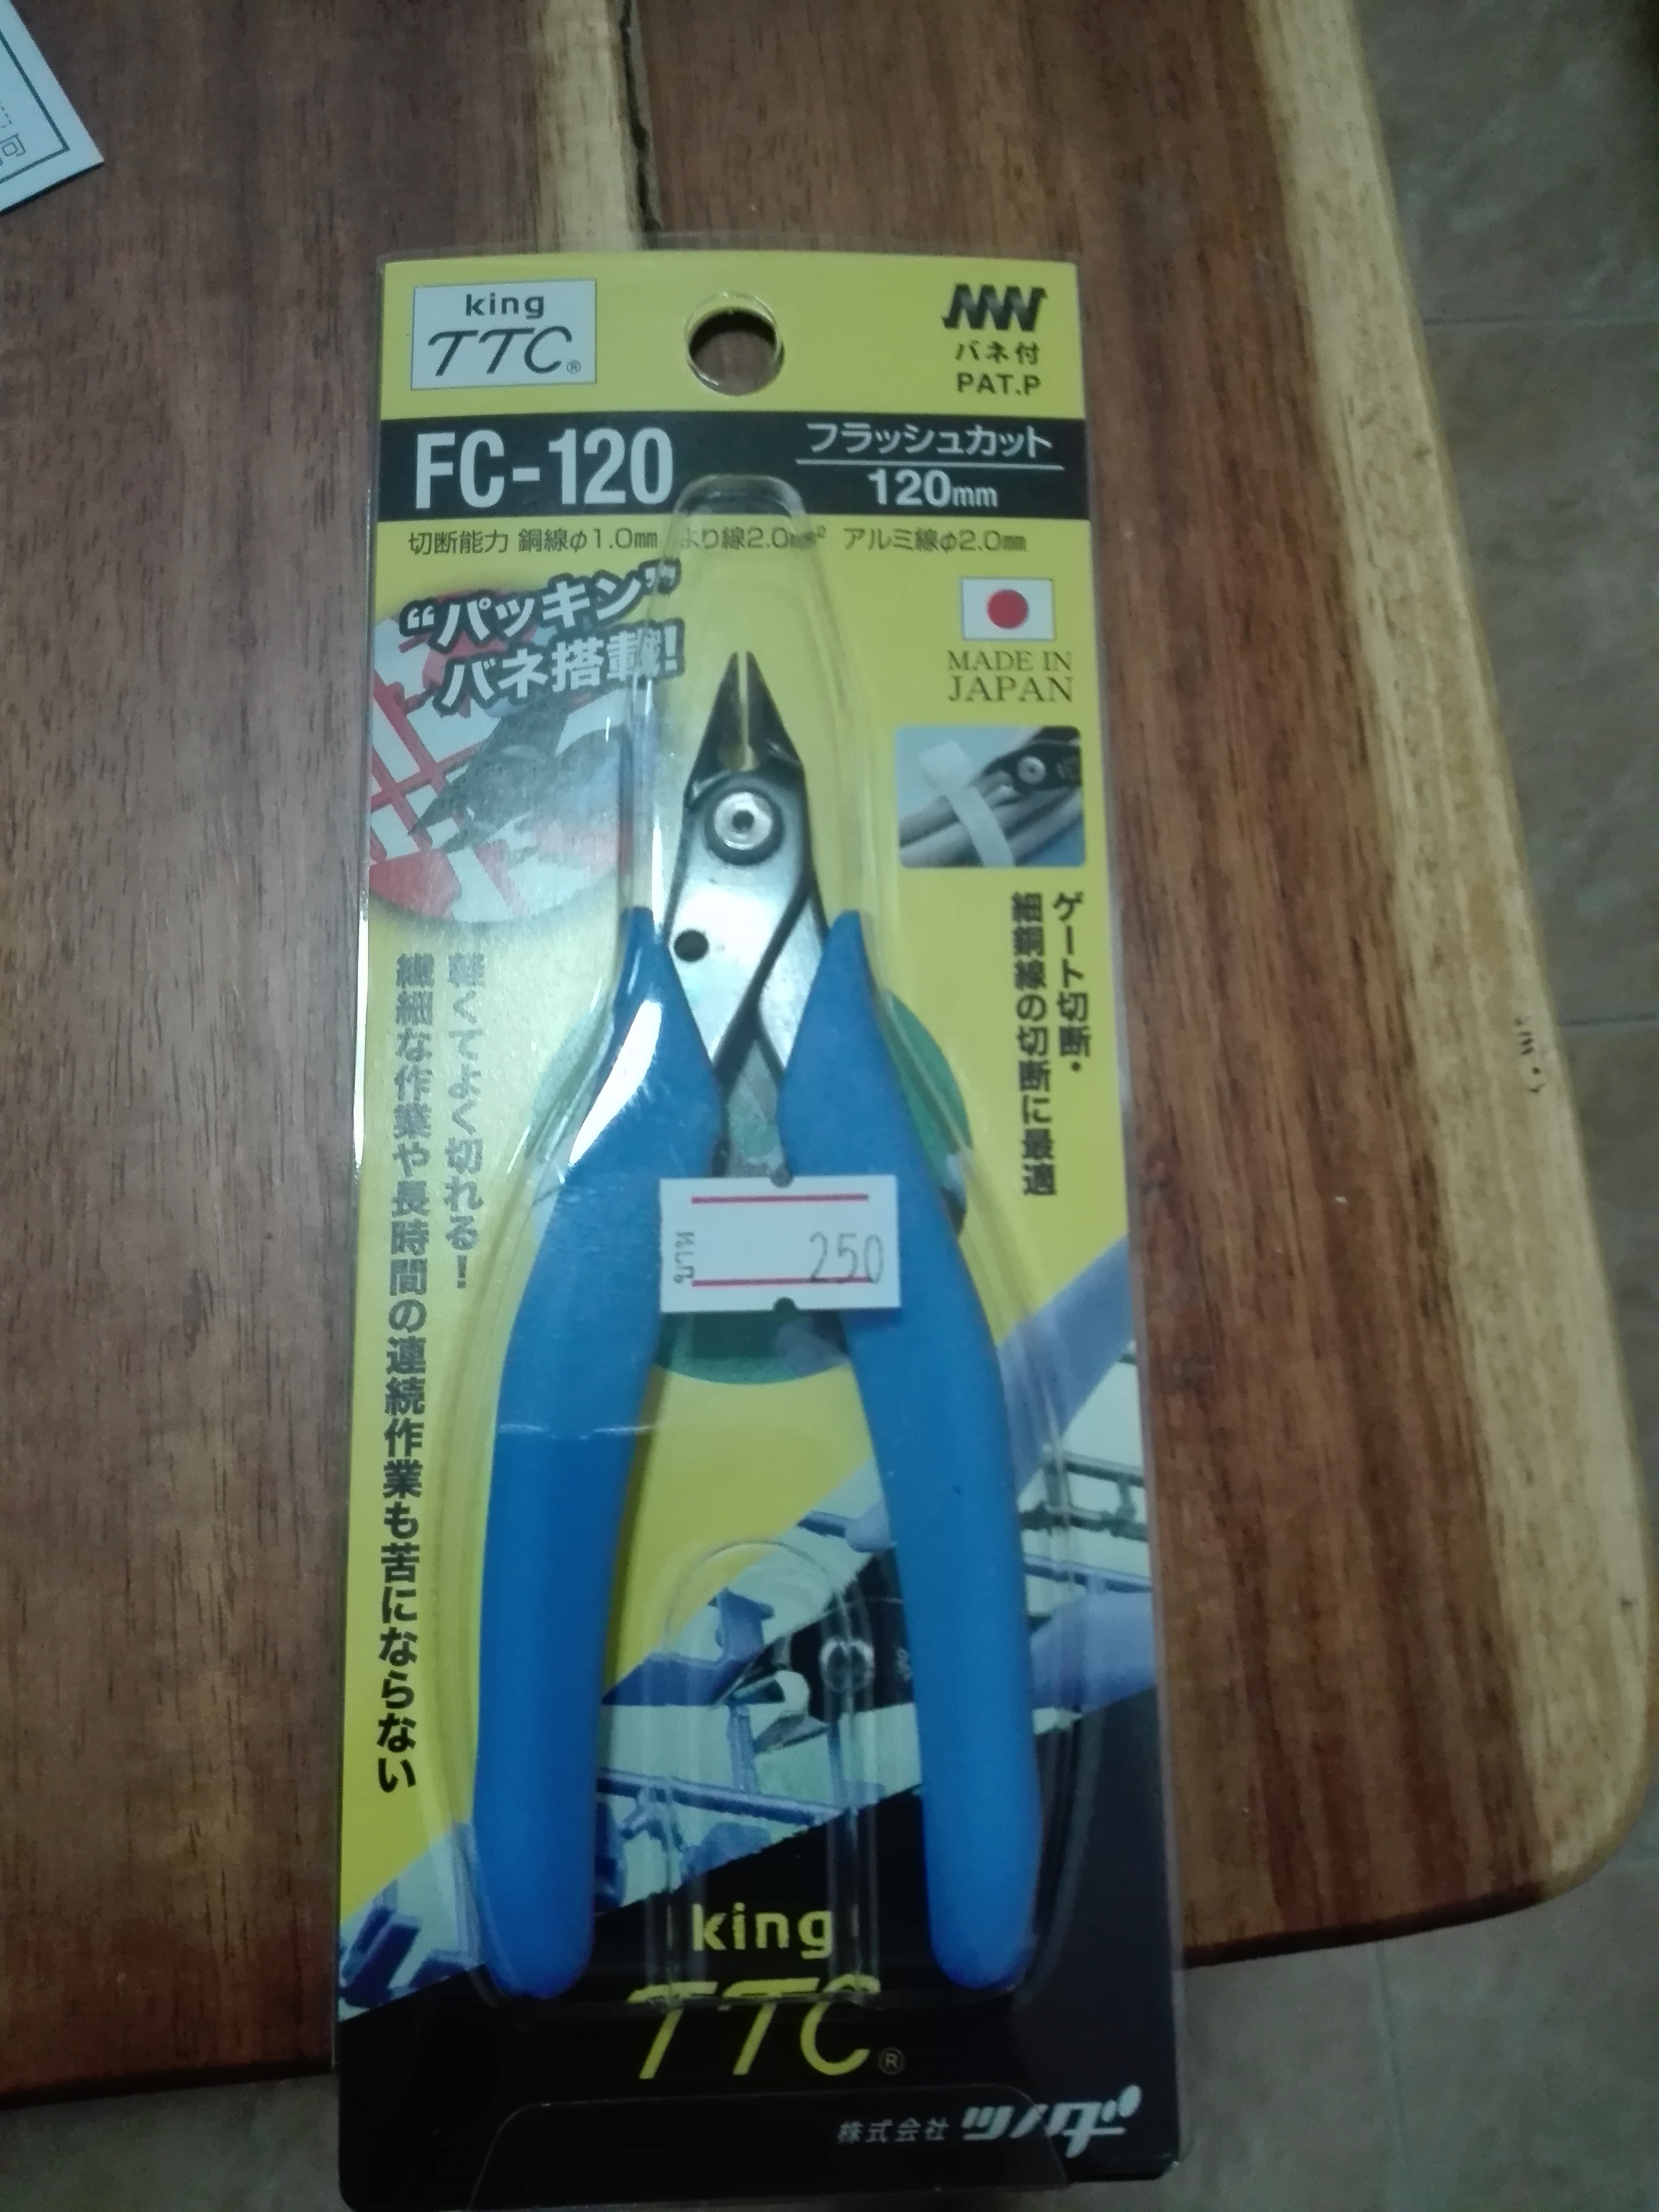 king
TTC®
バネ付
PAT.P
FC-120
フラッシュカット
120mm
切断能力 銅線φ1.0mm より線2.0mm² アルミ線φ2.0mm
“パッキン”
バネ搭載!
MADE IN
JAPAN
ゲート切断・
細銅線の切断に最適
軽くてよく切れる！
繊細な作業や長時間の連続作業も苦にならない
250
บาท
king
TTC®
株式会社 ツノダ